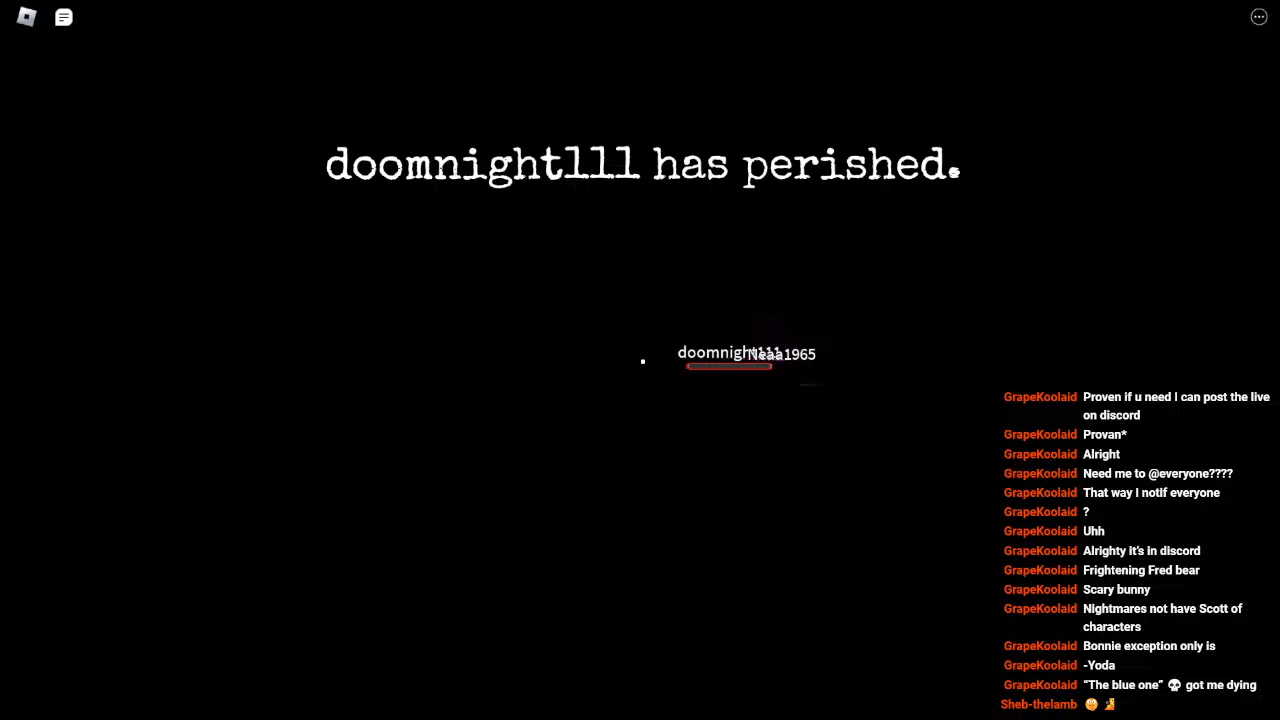 doomnight111 has perished.
doomnight111
Neaa1965
GrapeKoolaid Proven if u need I can post the live
on discord
GrapeKoolaid Provan*
GrapeKoolaid Alright
GrapeKoolaid Need me to @everyone????
GrapeKoolaid That way I notif everyone
GrapeKoolaid ?
GrapeKoolaid Uhh
GrapeKoolaid Alrighty it’s in discord
GrapeKoolaid Frightening Fred bear
GrapeKoolaid Scary bunny
GrapeKoolaid Nightmares not have Scott of
characters
GrapeKoolaid Bonnie exception only is
GrapeKoolaid -Yoda
GrapeKoolaid “The blue one” 💀 got me dying
Sheb-thelamb